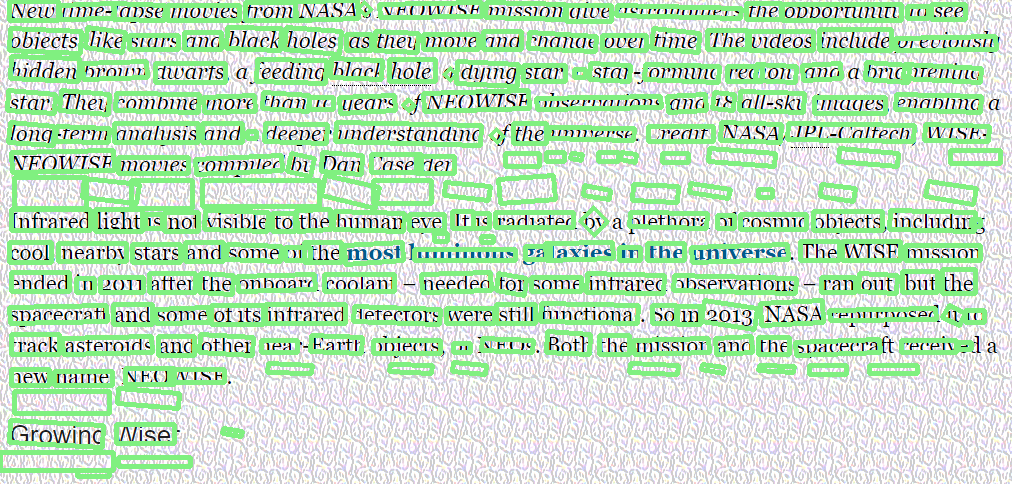 New time-lapse movies from NASA's NEOWISE mission give astronomers the opportunity to see
objects, like stars and black holes, as they move and change over time. The videos include previously
hidden brown dwarfs, a feeding black hole, a dying star, a star-forming region, and a brightening
star. They combine more than 10 years of NEOWISE observations and 18 all-sky images, enabling a
long-term analysis and a deeper understanding of the universe. Credit: NASA/JPL-Caltech/ WISE-
NEOWISE movies compiled by Dan Caselden
Infrared light is not visible to the human eye. It is radiated by a plethora of cosmic objects, including
cool, nearby stars and some of the most luminous galaxies in the universe. The WISE mission
ended in 2011 after the onboard coolant – needed for some infrared observations – ran out, but the
spacecraft and some of its infrared detectors were still functional. So in 2013, NASA repurposed it to
track asteroids and other near-Earth objects, or NEOs. Both the mission and the spacecraft received a
new name: NEOWISE.
Growing Wiser